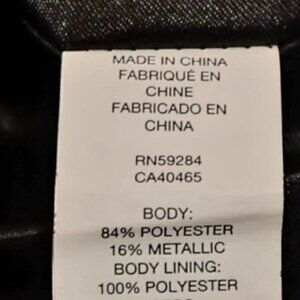 MADE IN CHINA
FABRIQUÉ EN
CHINE
FABRICADO EN
CHINA
RN59284
CA40465
BODY:
84% POLYESTER
16% METALLIC
BODY LINING:
100% POLYESTER